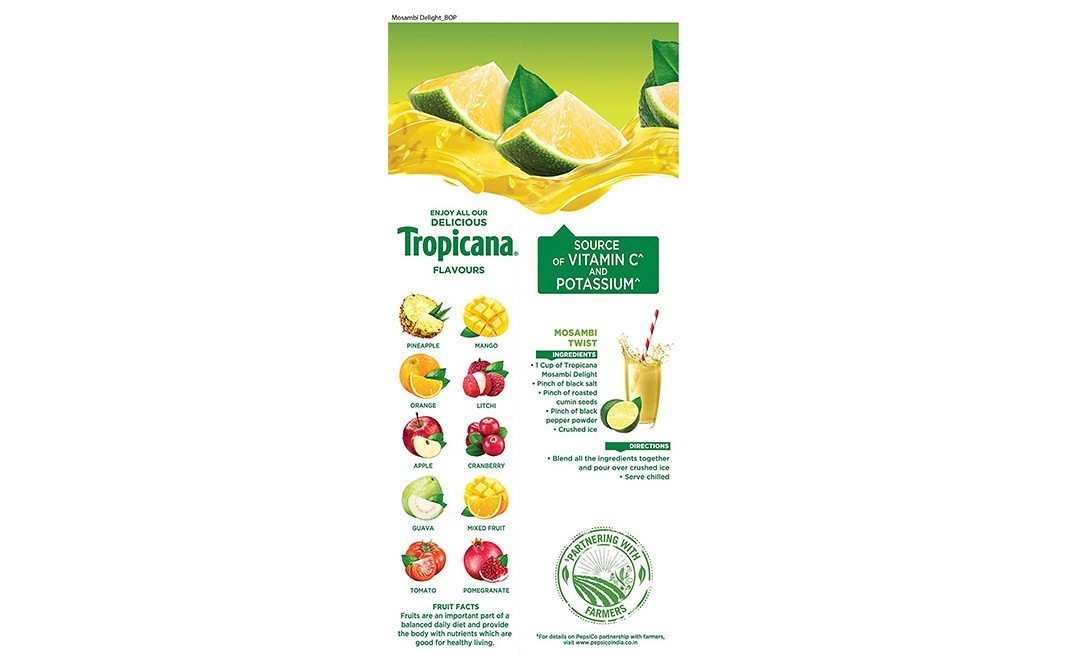 Mosambi Delight_BOP
ENJOY ALL OUR
DELICIOUS
Tropicana®
FLAVOURS
PINEAPPLE
MANGO
ORANGE
LITCHI
APPLE
CRANBERRY
GUAVA
MIXED FRUIT
TOMATO
POMEGRANATE
FRUIT FACTS
Fruits are an important part of a
balanced daily diet and provide
the body with nutrients which are
good for healthy living.
SOURCE
OF VITAMIN C^
AND
POTASSIUM^
MOSAMBI
TWIST
INGREDIENTS
• 1 Cup of Tropicana
Mosambi Delight
• Pinch of black salt
• Pinch of roasted
cumin seeds
• Pinch of black
pepper powder
• Crushed ice
DIRECTIONS
• Blend all the ingredients together
and pour over crushed ice
• Serve chilled
‡PARTNERING WITH
FARMERS
‡For details on PepsiCo partnership with farmers,
visit www.pepsicoindia.co.in